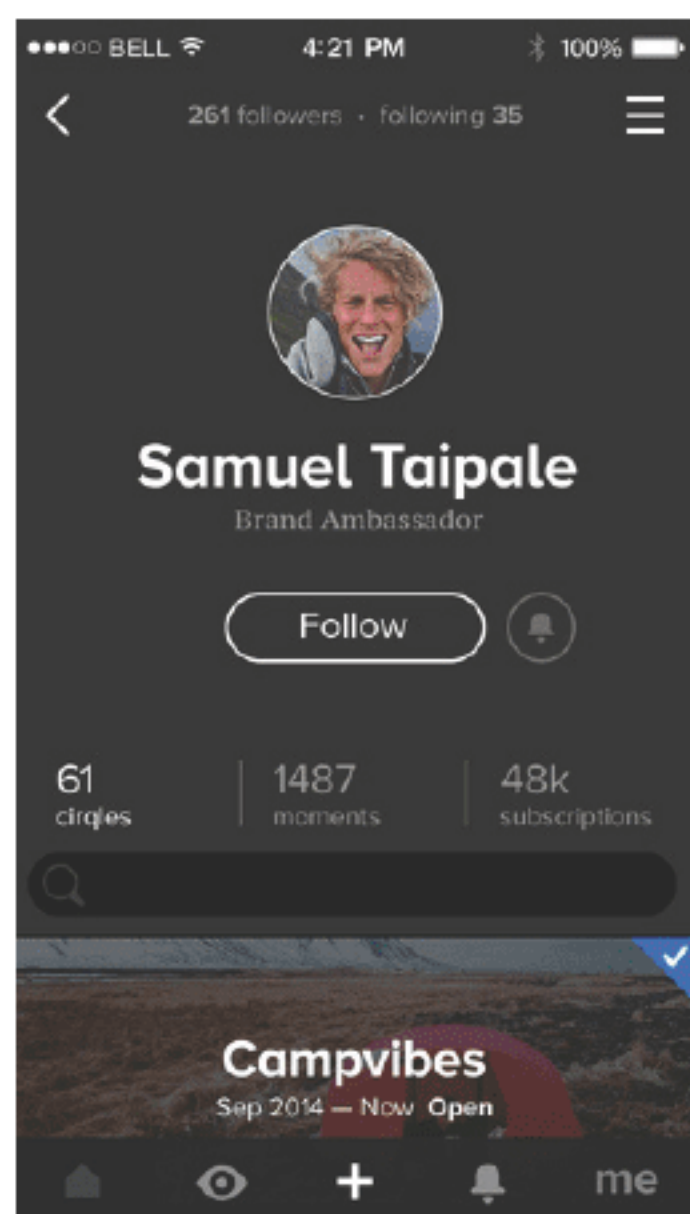 BELL 4:21 PM 100%
261 followers · following 35
Samuel Taipale
Brand Ambassador
Follow
61 1487 48k
cirqles moments subscriptions
Campvibes
Sep 2014 — Now Open
me